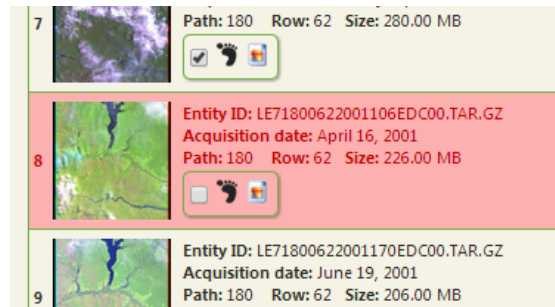 7
Path: 180 Row: 62 Size: 280.00 MB
Entity ID: LE71800622001106EDC00.TAR.GZ
Acquisition date: April 16, 2001
8
Path: 180 Row: 62 Size: 226.00 MB
Entity ID: LE71800622001170EDC00.TAR.GZ
Acquisition date: June 19, 2001
9
Path: 180 Row: 62 Size: 206.00 MB